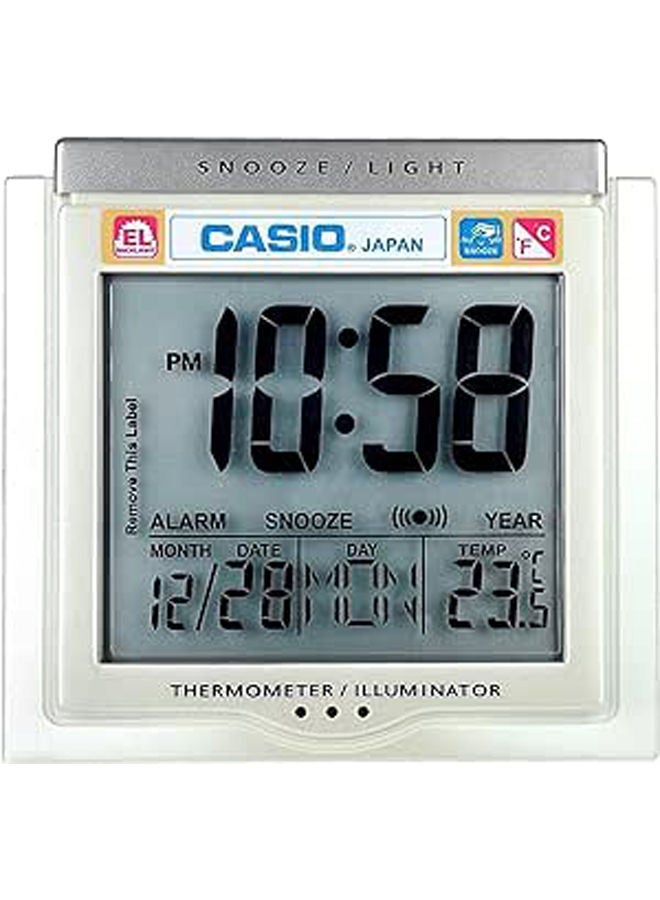 SNOOZE / LIGHT
EL
BACKLIGHT
CASIO® JAPAN
SNOOZE
°F °C
PM 10:58
Remove This Label
ALARM SNOOZE YEAR
MONTH DATE DAY TEMP
12/28 MON 23.5 °C
THERMOMETER / ILLUMINATOR